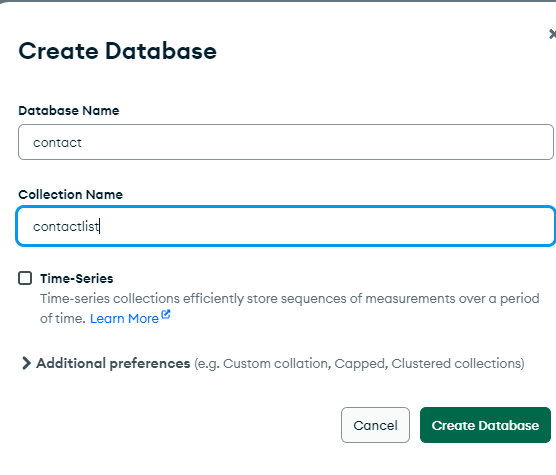 Create Database
Database Name
contact
Collection Name
contactlist
Time-Series
Time-series collections efficiently store sequences of measurements over a period
of time. Learn More
Additional preferences (e.g. Custom collation, Capped, Clustered collections)
Cancel
Create Database